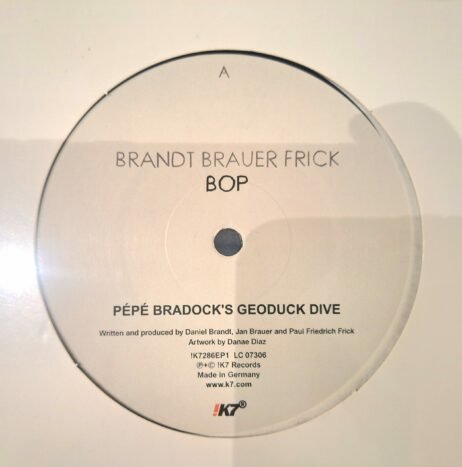 A
BRANDT BRAUER FRICK
BOP
PÉPÉ BRADOCK'S GEODUCK DIVE
Written and produced by Daniel Brandt, Jan Brauer and Paul Friedrich Frick
Artwork by Danae Diaz
!K7286EP1 LC 07306
℗+© !K7 Records
Made in Germany
www.k7.com
!K7®